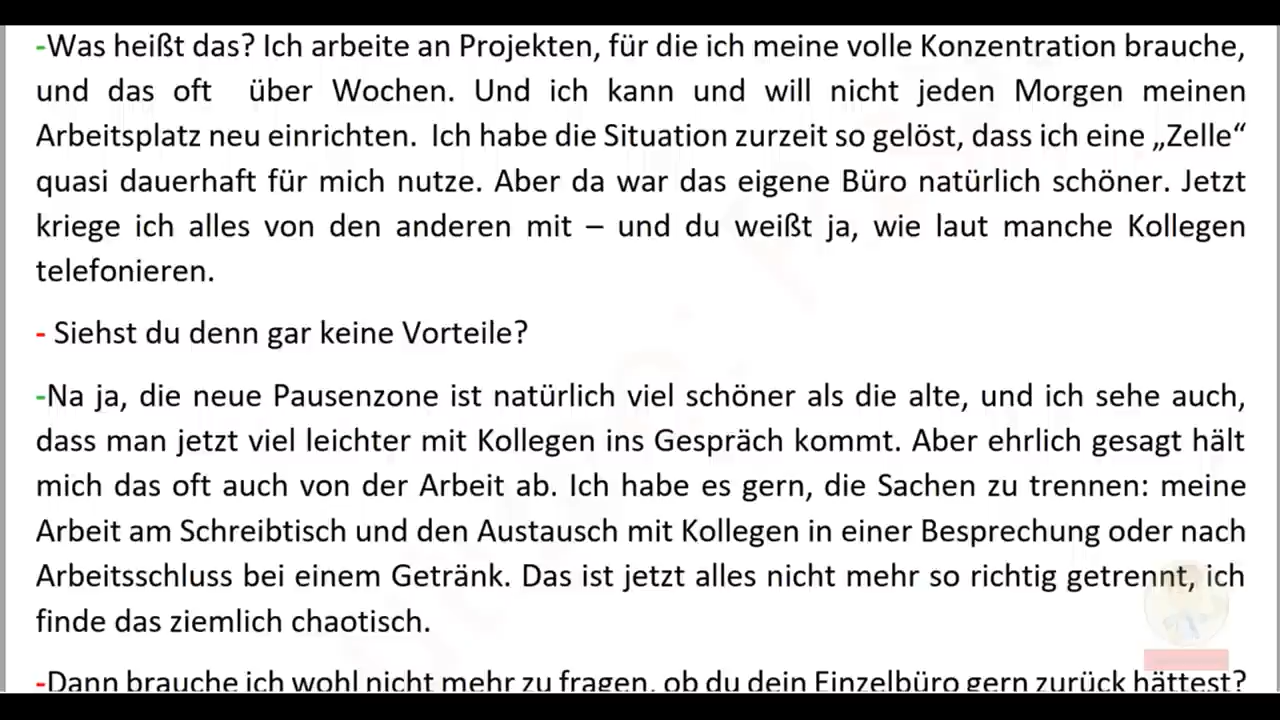 -Was heißt das? Ich arbeite an Projekten, für die ich meine volle Konzentration brauche,
und das oft über Wochen. Und ich kann und will nicht jeden Morgen meinen
Arbeitsplatz neu einrichten. Ich habe die Situation zurzeit so gelöst, dass ich eine „Zelle“
quasi dauerhaft für mich nutze. Aber da war das eigene Büro natürlich schöner. Jetzt
kriege ich alles von den anderen mit – und du weißt ja, wie laut manche Kollegen
telefonieren.
- Siehst du denn gar keine Vorteile?
-Na ja, die neue Pausenzone ist natürlich viel schöner als die alte, und ich sehe auch,
dass man jetzt viel leichter mit Kollegen ins Gespräch kommt. Aber ehrlich gesagt hält
mich das oft auch von der Arbeit ab. Ich habe es gern, die Sachen zu trennen: meine
Arbeit am Schreibtisch und den Austausch mit Kollegen in einer Besprechung oder nach
Arbeitsschluss bei einem Getränk. Das ist jetzt alles nicht mehr so richtig getrennt, ich
finde das ziemlich chaotisch.
-Dann brauche ich wohl nicht mehr zu fragen, ob du dein Einzelbüro gern zurück hättest?